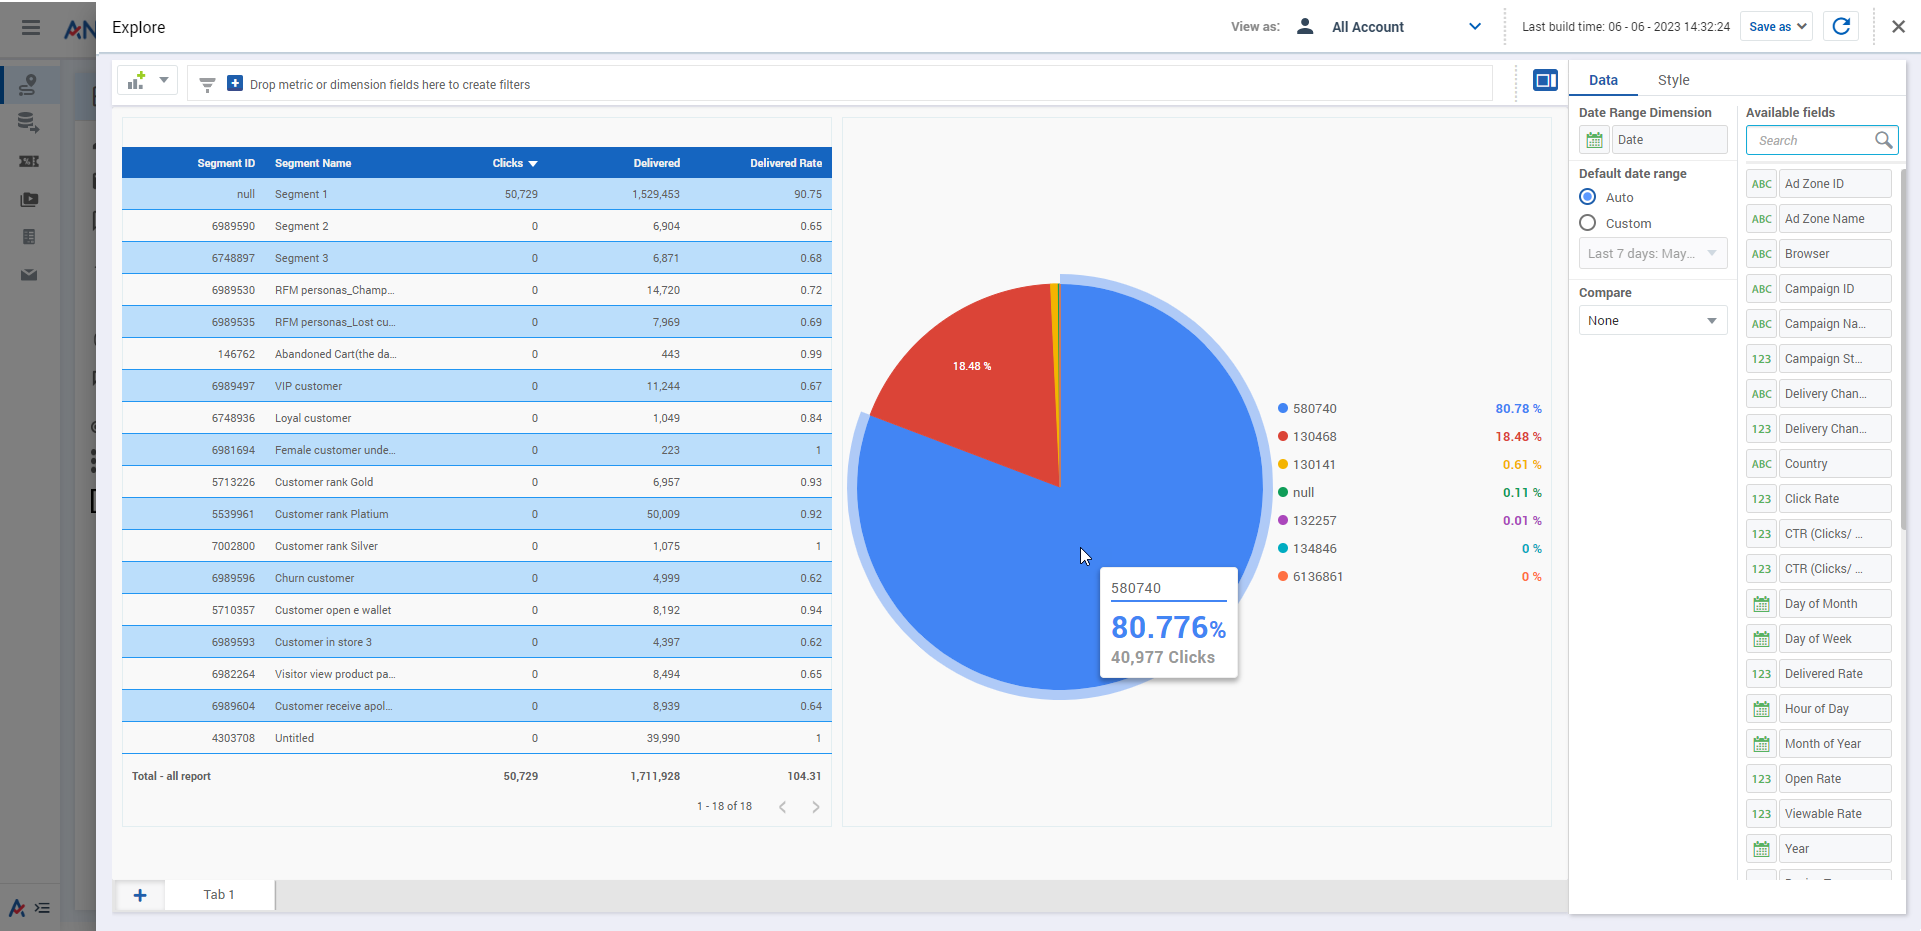 AN
Explore
View as: All Account
Last build time: 06 - 06 - 2023 14:32:24
Save as
Drop metric or dimension fields here to create filters
Segment ID Segment Name Clicks Delivered Delivered Rate
null Segment 1 50,729 1,529,453 90.75
6989590 Segment 2 0 6,904 0.65
6748897 Segment 3 0 6,871 0.68
6989530 RFM personas_Champ... 0 14,720 0.72
6989535 RFM personas_Lost cu... 0 7,969 0.69
146762 Abandoned Cart(the da... 0 443 0.99
6989497 VIP customer 0 11,244 0.67
6748936 Loyal customer 0 1,049 0.84
6981694 Female customer unde... 0 223 1
5713226 Customer rank Gold 0 6,957 0.93
5539961 Customer rank Platium 0 50,009 0.92
7002800 Customer rank Silver 0 1,075 1
6989596 Churn customer 0 4,999 0.62
5710357 Customer open e wallet 0 8,192 0.94
6989593 Customer in store 3 0 4,397 0.62
6982264 Visitor view product pa... 0 8,494 0.65
6989604 Customer receive apol... 0 8,939 0.64
4303708 Untitled 0 39,990 1
Total - all report 50,729 1,711,928 104.31
1 - 18 of 18
18.48 %
580740
80.776%
40,977 Clicks
580740 80.78 %
130468 18.48 %
130141 0.61 %
null 0.11 %
132257 0.01 %
134846 0 %
6136861 0 %
Tab 1
Data Style
Date Range Dimension
Date
Default date range
Auto
Custom
Last 7 days: May...
Compare
None
Available fields
Search
ABC Ad Zone ID
ABC Ad Zone Name
ABC Browser
ABC Campaign ID
ABC Campaign Na...
123 Campaign St...
ABC Delivery Chan...
123 Delivery Chan...
ABC Country
123 Click Rate
123 CTR (Clicks/ ...
123 CTR (Clicks/ ...
Day of Month
Day of Week
123 Delivered Rate
Hour of Day
Month of Year
123 Open Rate
123 Viewable Rate
Year